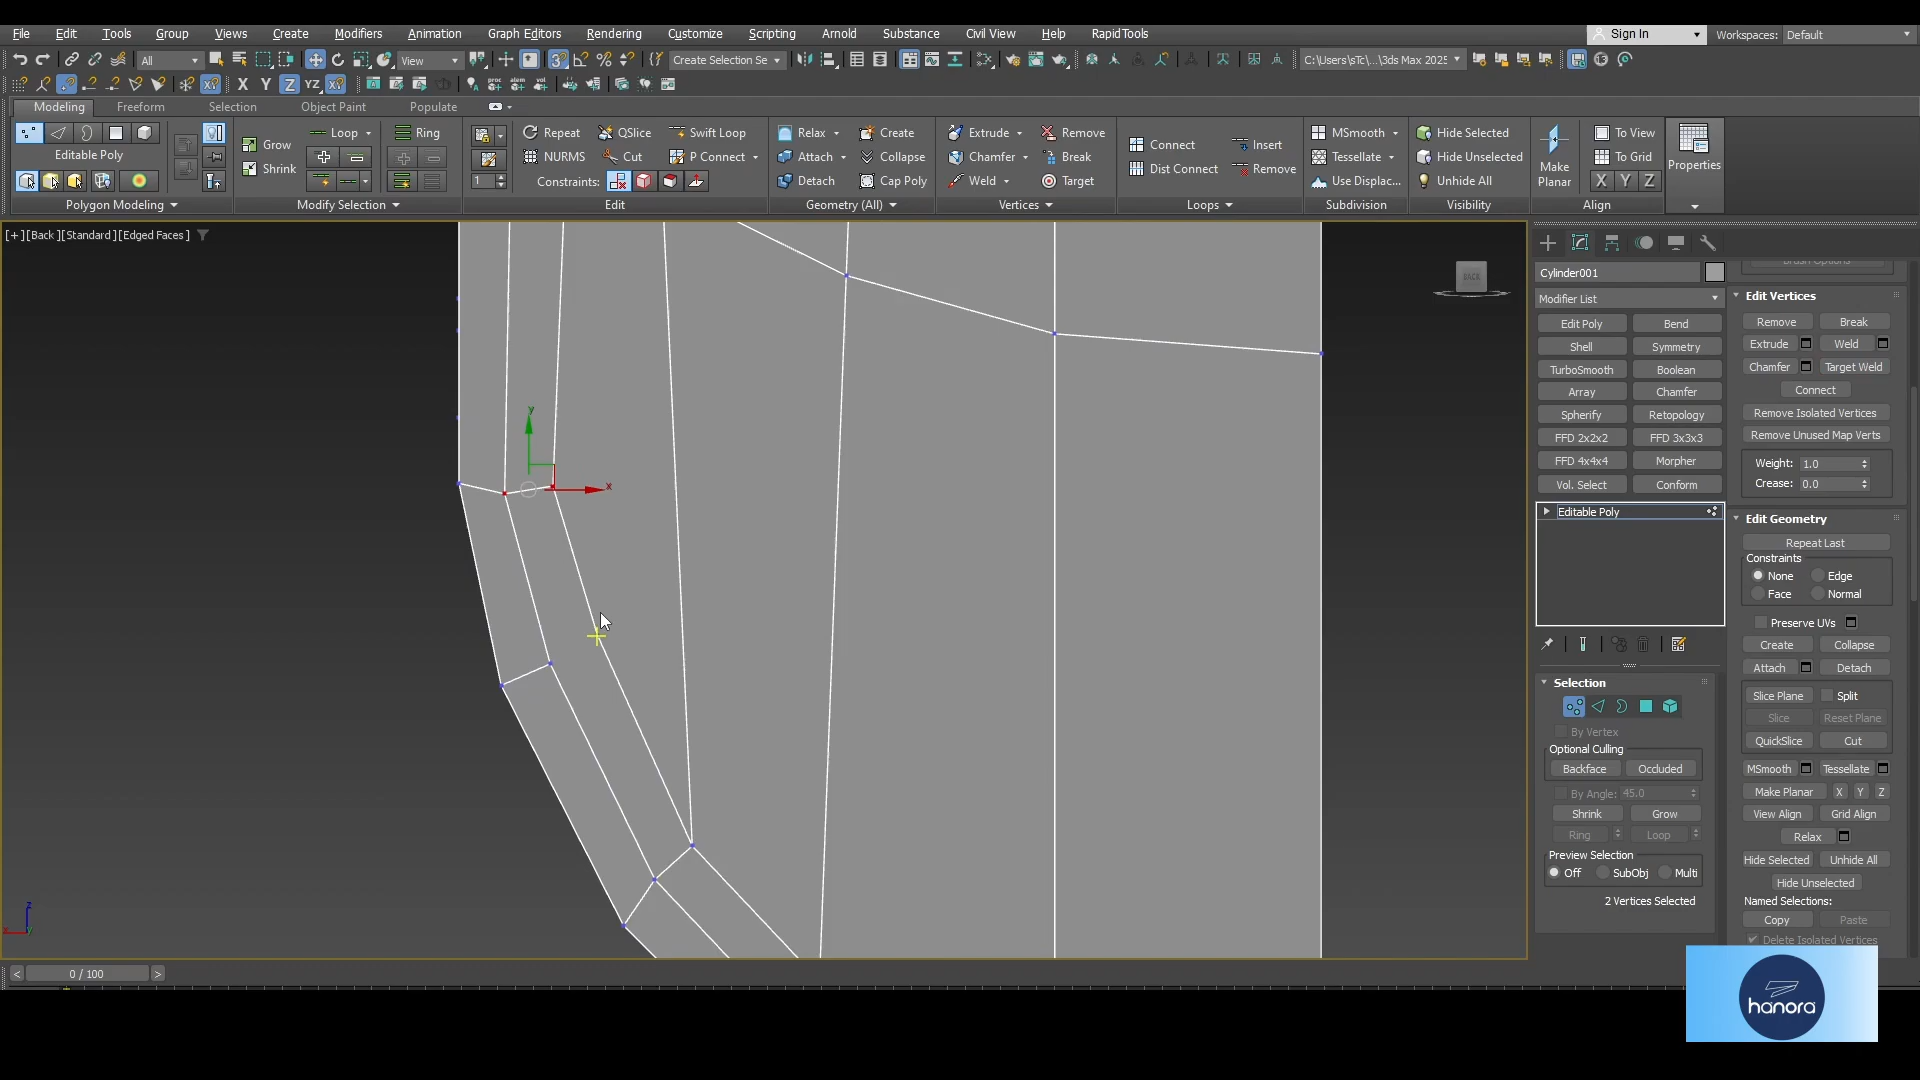 File Edit Tools Group Views Create Modifiers Animation Graph Editors Rendering Customize Scripting Arnold Substance Civil View Help RapidTools Sign In Workspaces: Default
All View Create Selection Se C:\Users\sTc\...\3ds Max 2025
X Y Z YZ XY
Modeling Freeform Selection Object Paint Populate
Loop Ring Repeat QSlice Swift Loop Relax Create Extrude Remove MSmooth Hide Selected To View
Grow Connect Insert
Polygon Modeling NURMS Cut P Connect Attach Collapse Chamfer Break Tessellate Hide Unselected Make Planar To Grid Properties
Shrink Dist Connect Remove
1 Constraints: Detach Cap Poly Weld Target Use Displac... Unhide All X Y Z
Polygon Modeling Modify Selection Edit Geometry (All) Vertices Loops Subdivision Visibility Align
[+][Back][Standard][Edged Faces]
BACK
y
x
z
x
y
Cylinder001
Modifier List
Edit Poly Bend
Shell Symmetry
TurboSmooth Boolean
Array Chamfer
Spherify Retopology
FFD 2x2x2 FFD 3x3x3
FFD 4x4x4 Morpher
Vol. Select Conform
Editable Poly
Selection
By Vertex
Optional Culling
Backface Occluded
By Angle: 45.0
Shrink Grow
Ring Loop
Preview Selection
Off SubObj Multi
2 Vertices Selected
Brush Options
Edit Vertices
Remove Break
Extrude Weld
Chamfer Target Weld
Connect
Remove Isolated Vertices
Remove Unused Map Verts
Weight: 1.0
Crease: 0.0
Edit Geometry
Repeat Last
Constraints
None Edge
Face Normal
Preserve UVs
Create Collapse
Attach Detach
Slice Plane Split
Slice Reset Plane
QuickSlice Cut
MSmooth Tessellate
Make Planar X Y Z
View Align Grid Align
Relax
Hide Selected Unhide All
Hide Unselected
Named Selections:
Copy Paste
Delete Isolated Vertices
< 0 / 100 >
hanora